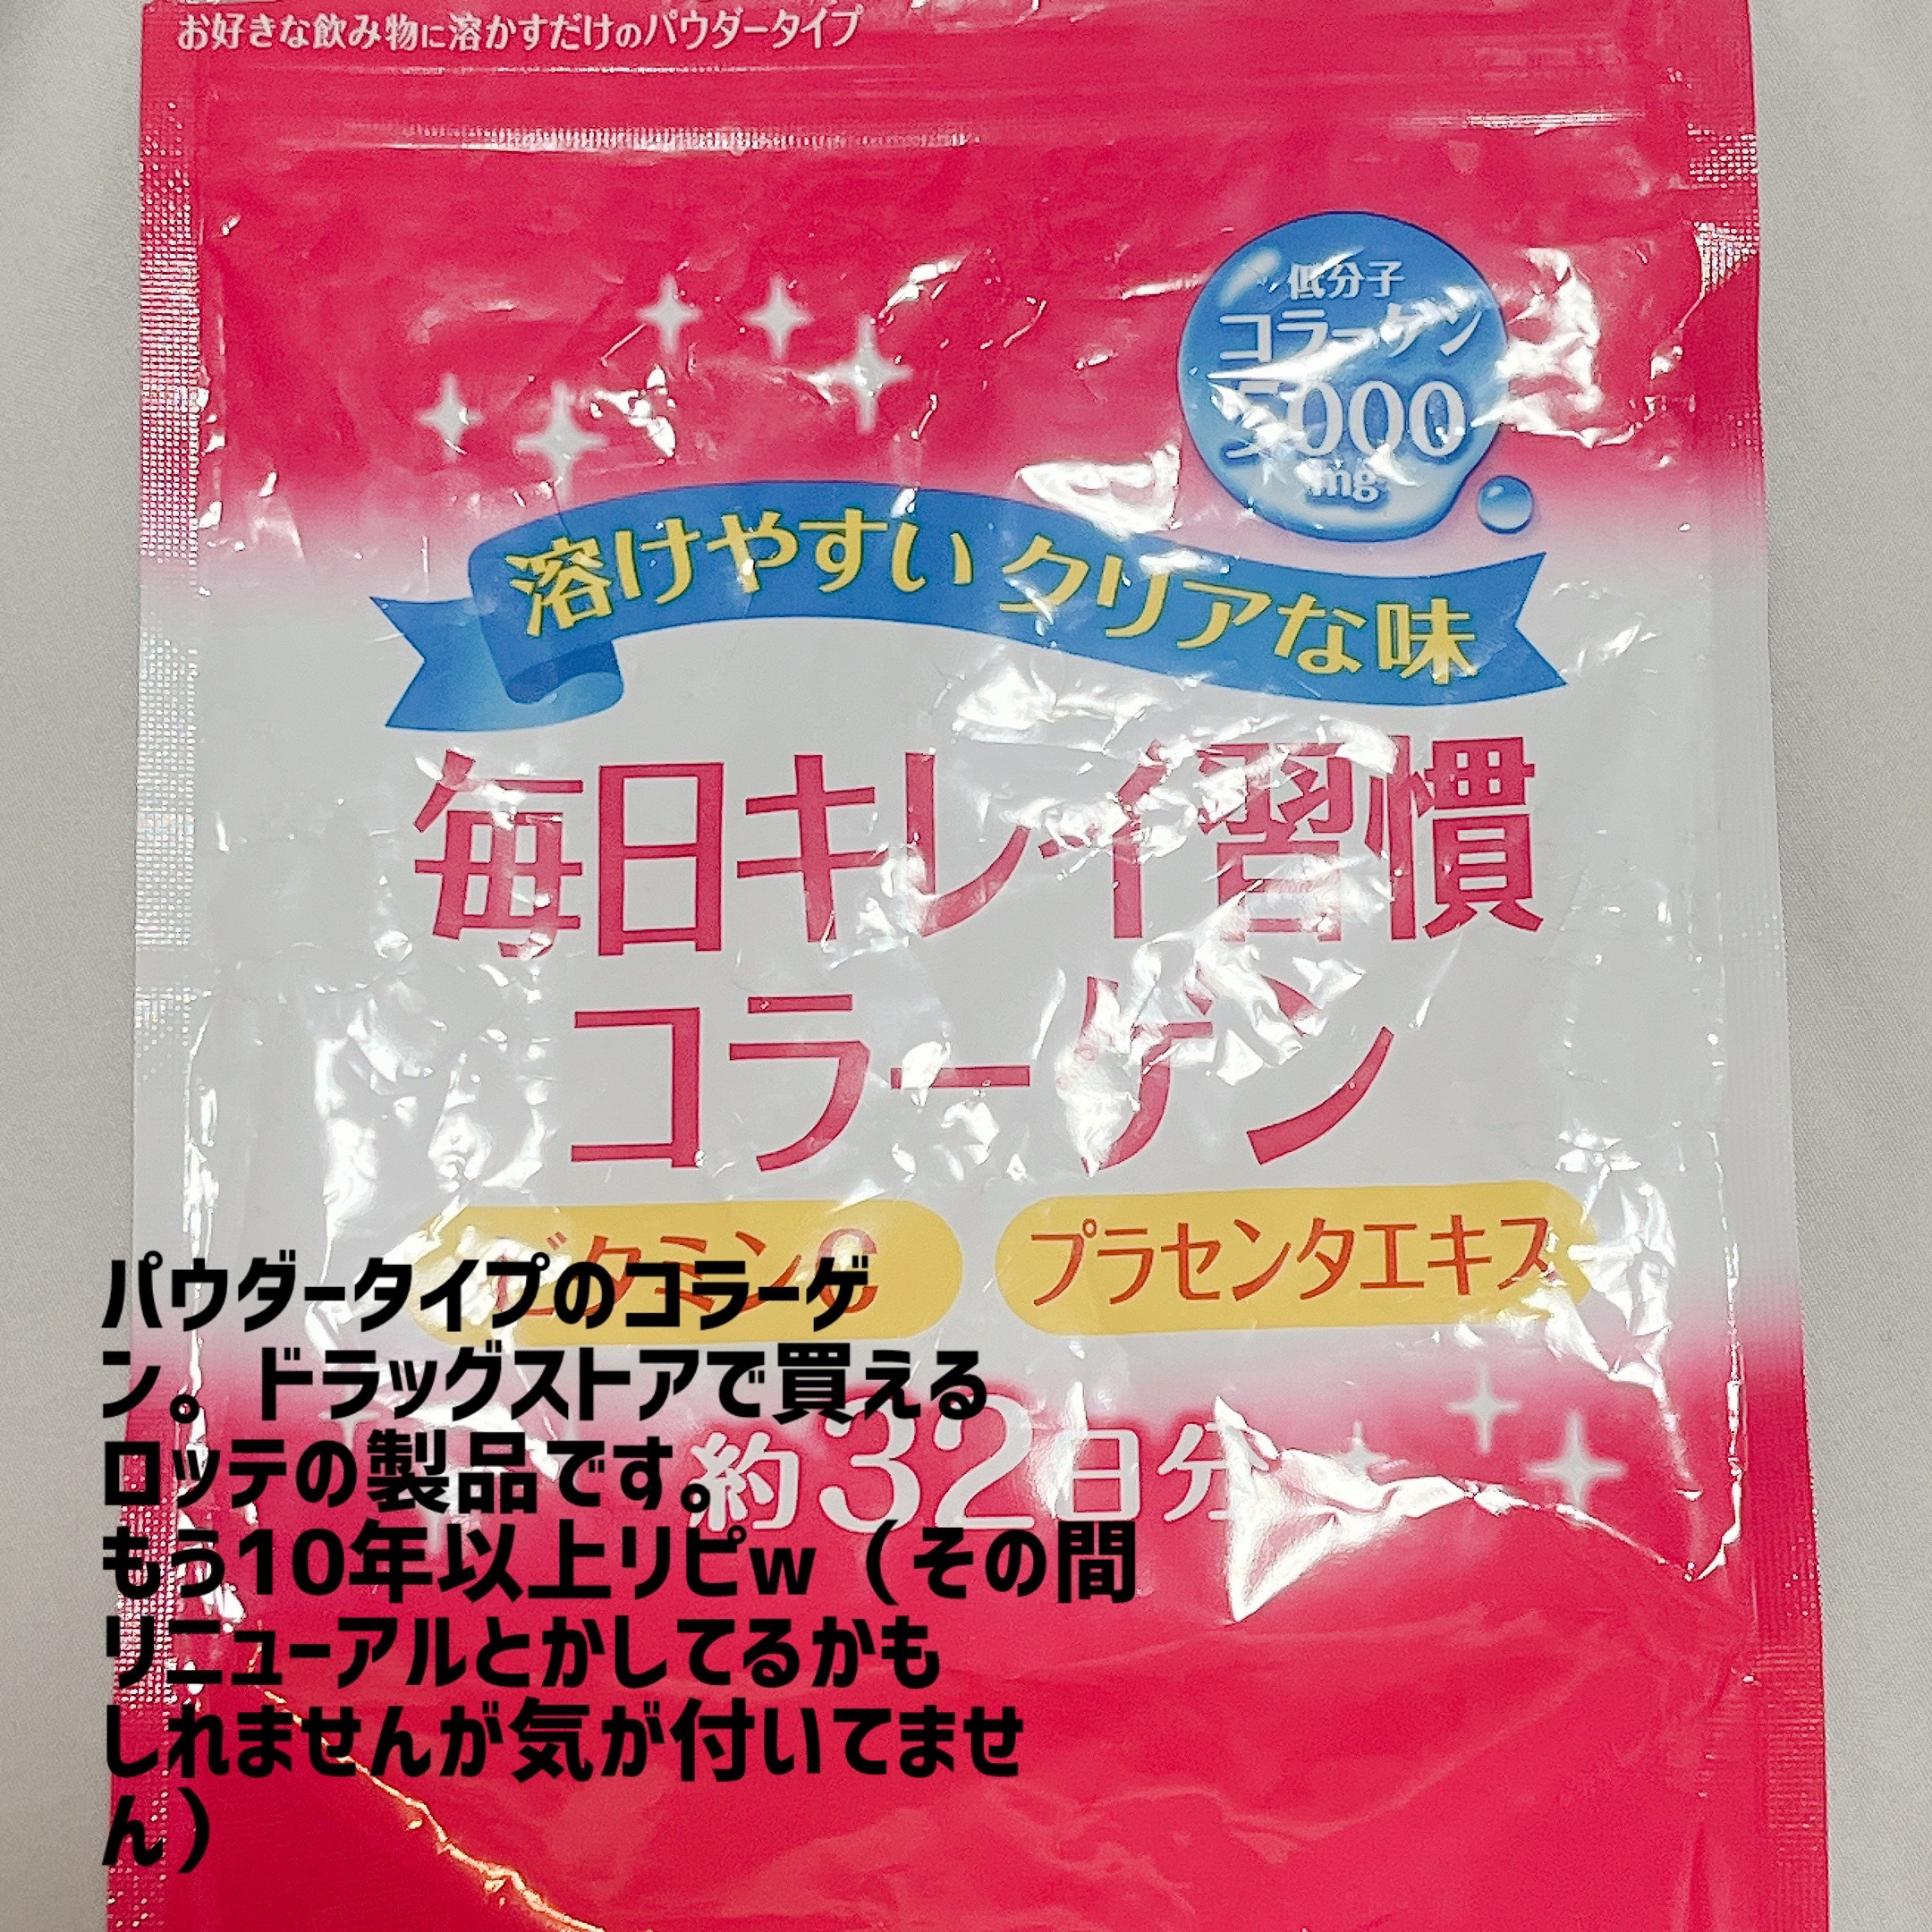 お好きな飲み物に溶かすだけのパウダータイプ
低分子
コラーゲン
5000
mg
溶けやすい クリアな味
毎日キレイ習慣
コラーゲン
ビタミンC
プラセンタエキス
約32日分
パウダータイプのコラーゲ
ン。ドラッグストアで買える
ロッテの製品です。
もう10年以上リピw（その間
リニューアルとかしてるかも
しれませんが気が付いてませ
ん）